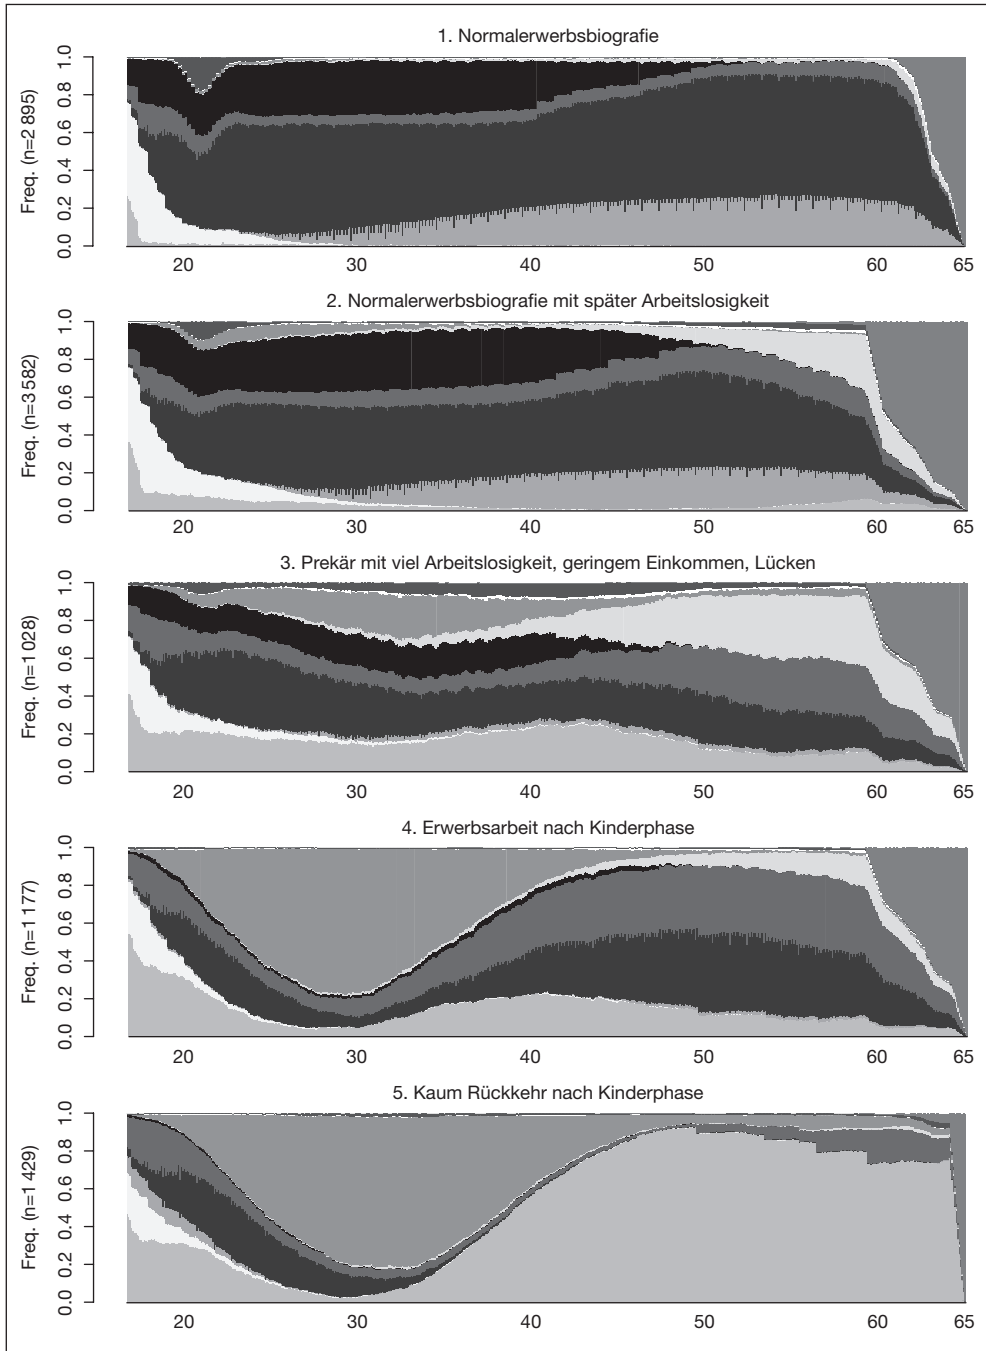 1. Normalerwerbsbiografie
Freq. (n=2 895)
0.0 0.2 0.4 0.6 0.8 1.0
20 30 40 50 60 65
2. Normalerwerbsbiografie mit später Arbeitslosigkeit
Freq. (n=3 582)
0.0 0.2 0.4 0.6 0.8 1.0
20 30 40 50 60 65
3. Prekär mit viel Arbeitslosigkeit, geringem Einkommen, Lücken
Freq. (n=1 028)
0.0 0.2 0.4 0.6 0.8 1.0
20 30 40 50 60 65
4. Erwerbsarbeit nach Kinderphase
Freq. (n=1 177)
0.0 0.2 0.4 0.6 0.8 1.0
20 30 40 50 60 65
5. Kaum Rückkehr nach Kinderphase
Freq. (n=1 429)
0.0 0.2 0.4 0.6 0.8 1.0
20 30 40 50 60 65